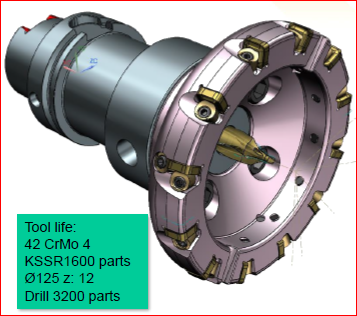 Tool life:
42 CrMo 4
KSSR1600 parts
Ø125 z: 12
Drill 3200 parts